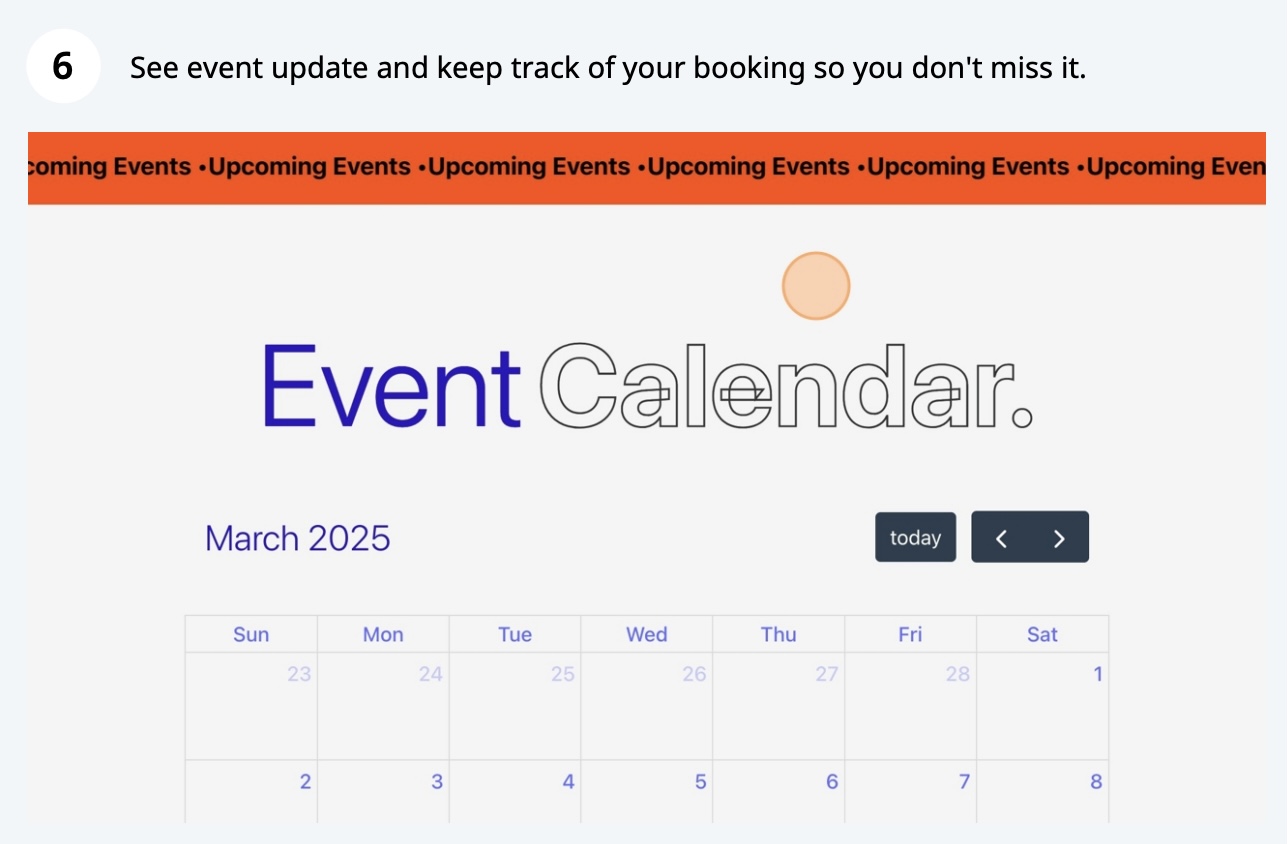 6 See event update and keep track of your booking so you don't miss it.
coming Events •Upcoming Events •Upcoming Events •Upcoming Events •Upcoming Events •Upcoming Even
Event Calendar.
March 2025 today
Sun Mon Tue Wed Thu Fri Sat
23 24 25 26 27 28 1
2 3 4 5 6 7 8